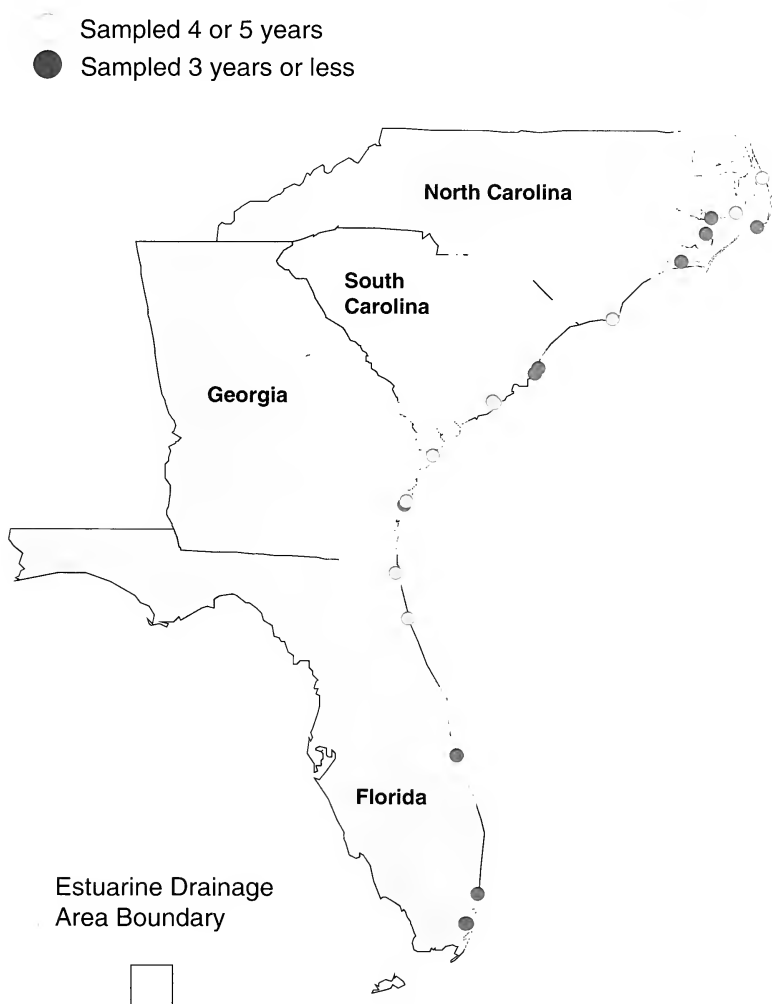 Sampled 4 or 5 years
Sampled 3 years or less
North Carolina
South
Carolina
Georgia
Florida
Estuarine Drainage
Area Boundary